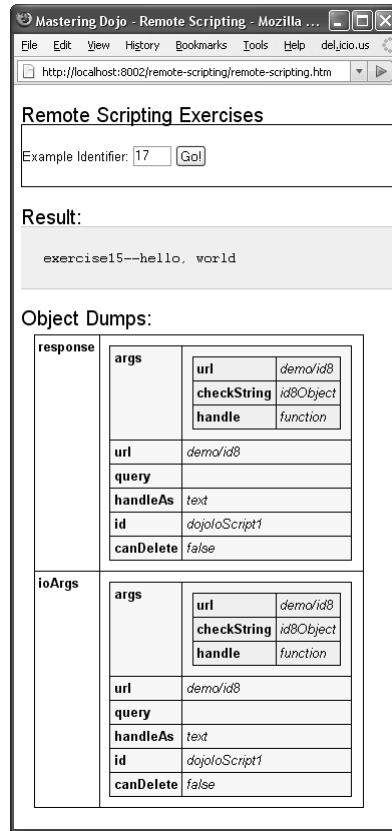 Mastering Dojo - Remote Scripting - Mozilla ...
File Edit View History Bookmarks Tools Help del.icio.us
http://localhost:8002/remote-scripting/remote-scripting.htm
Remote Scripting Exercises
Example Identifier: 17 Go!
Result:
exercise15--hello, world
Object Dumps:
response
args
url demo/id8
checkString id8Object
handle function
url demo/id8
query
handleAs text
id dojoIoScript1
canDelete false
ioArgs
args
url demo/id8
checkString id8Object
handle function
url demo/id8
query
handleAs text
id dojoIoScript1
canDelete false